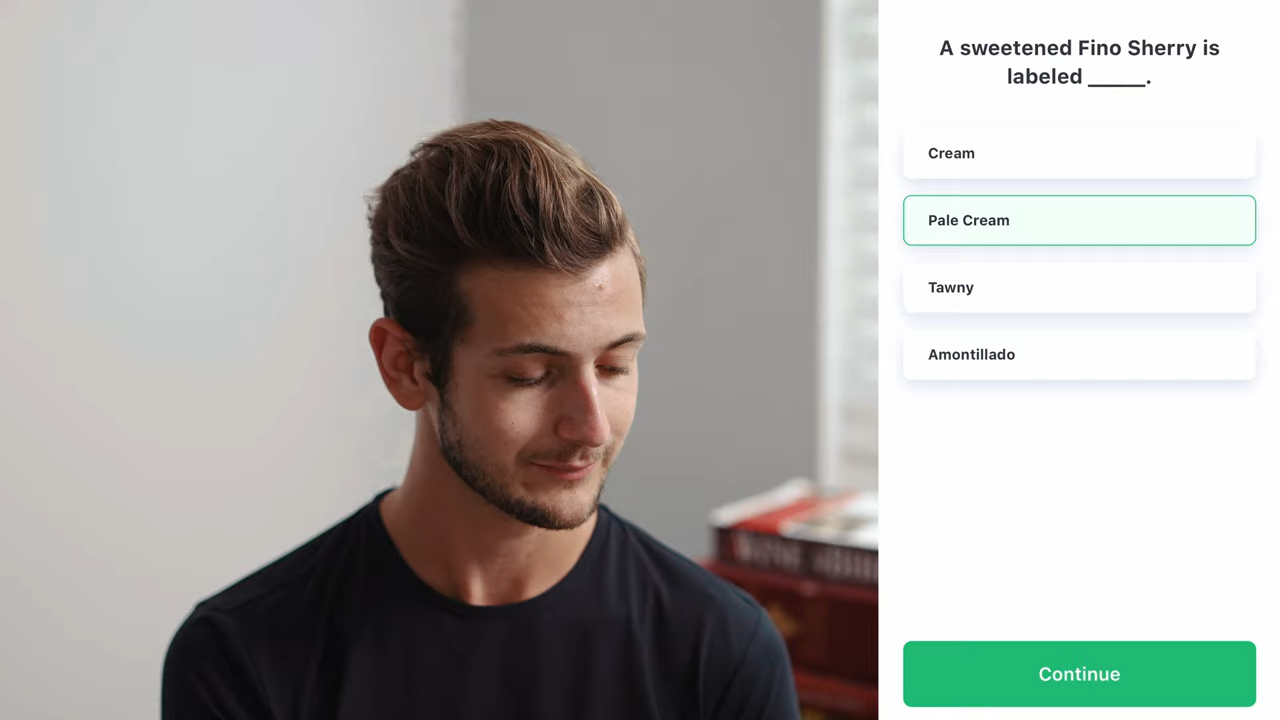 A sweetened Fino Sherry is
labeled _____.
Cream
Pale Cream
Tawny
Amontillado
Continue